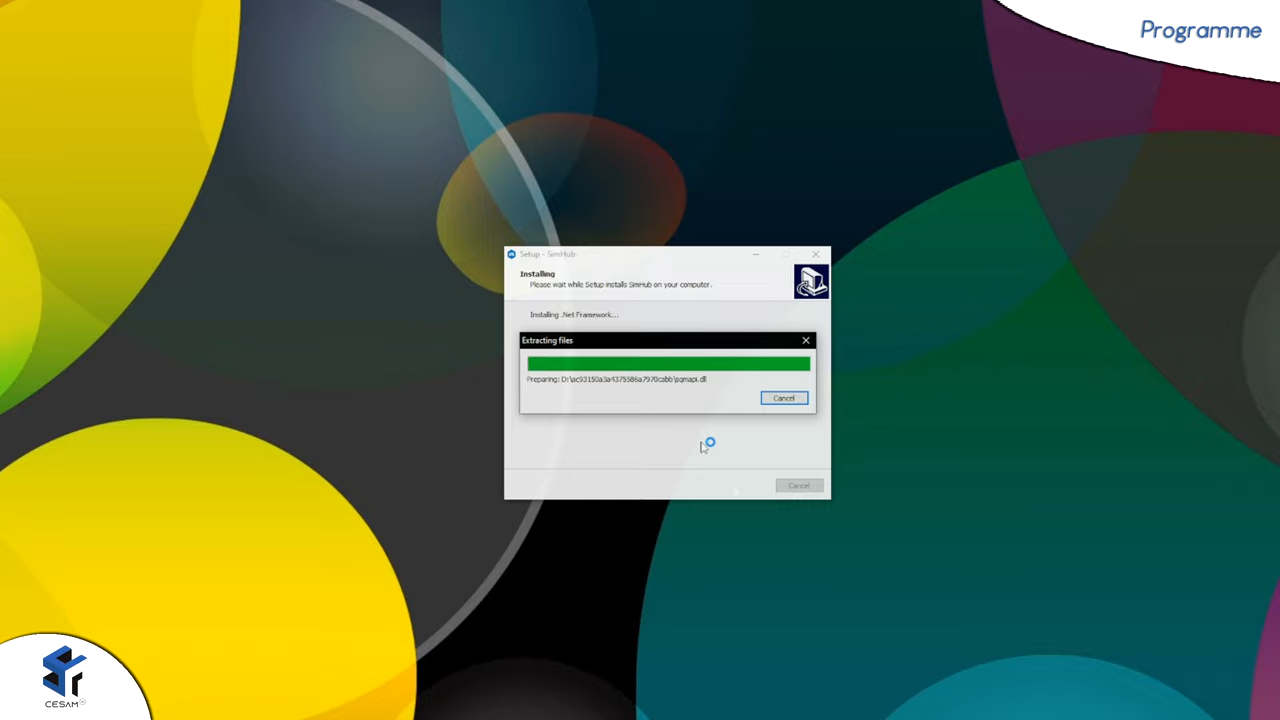 Programme
Setup - SimHub
Installing
Please wait while Setup installs SimHub on your computer.
Installing .Net Framework...
Extracting files
Preparing: D:\ac93150a3a4375586a7970cabb\sqmapi.dll
Cancel
Cancel
CESAM